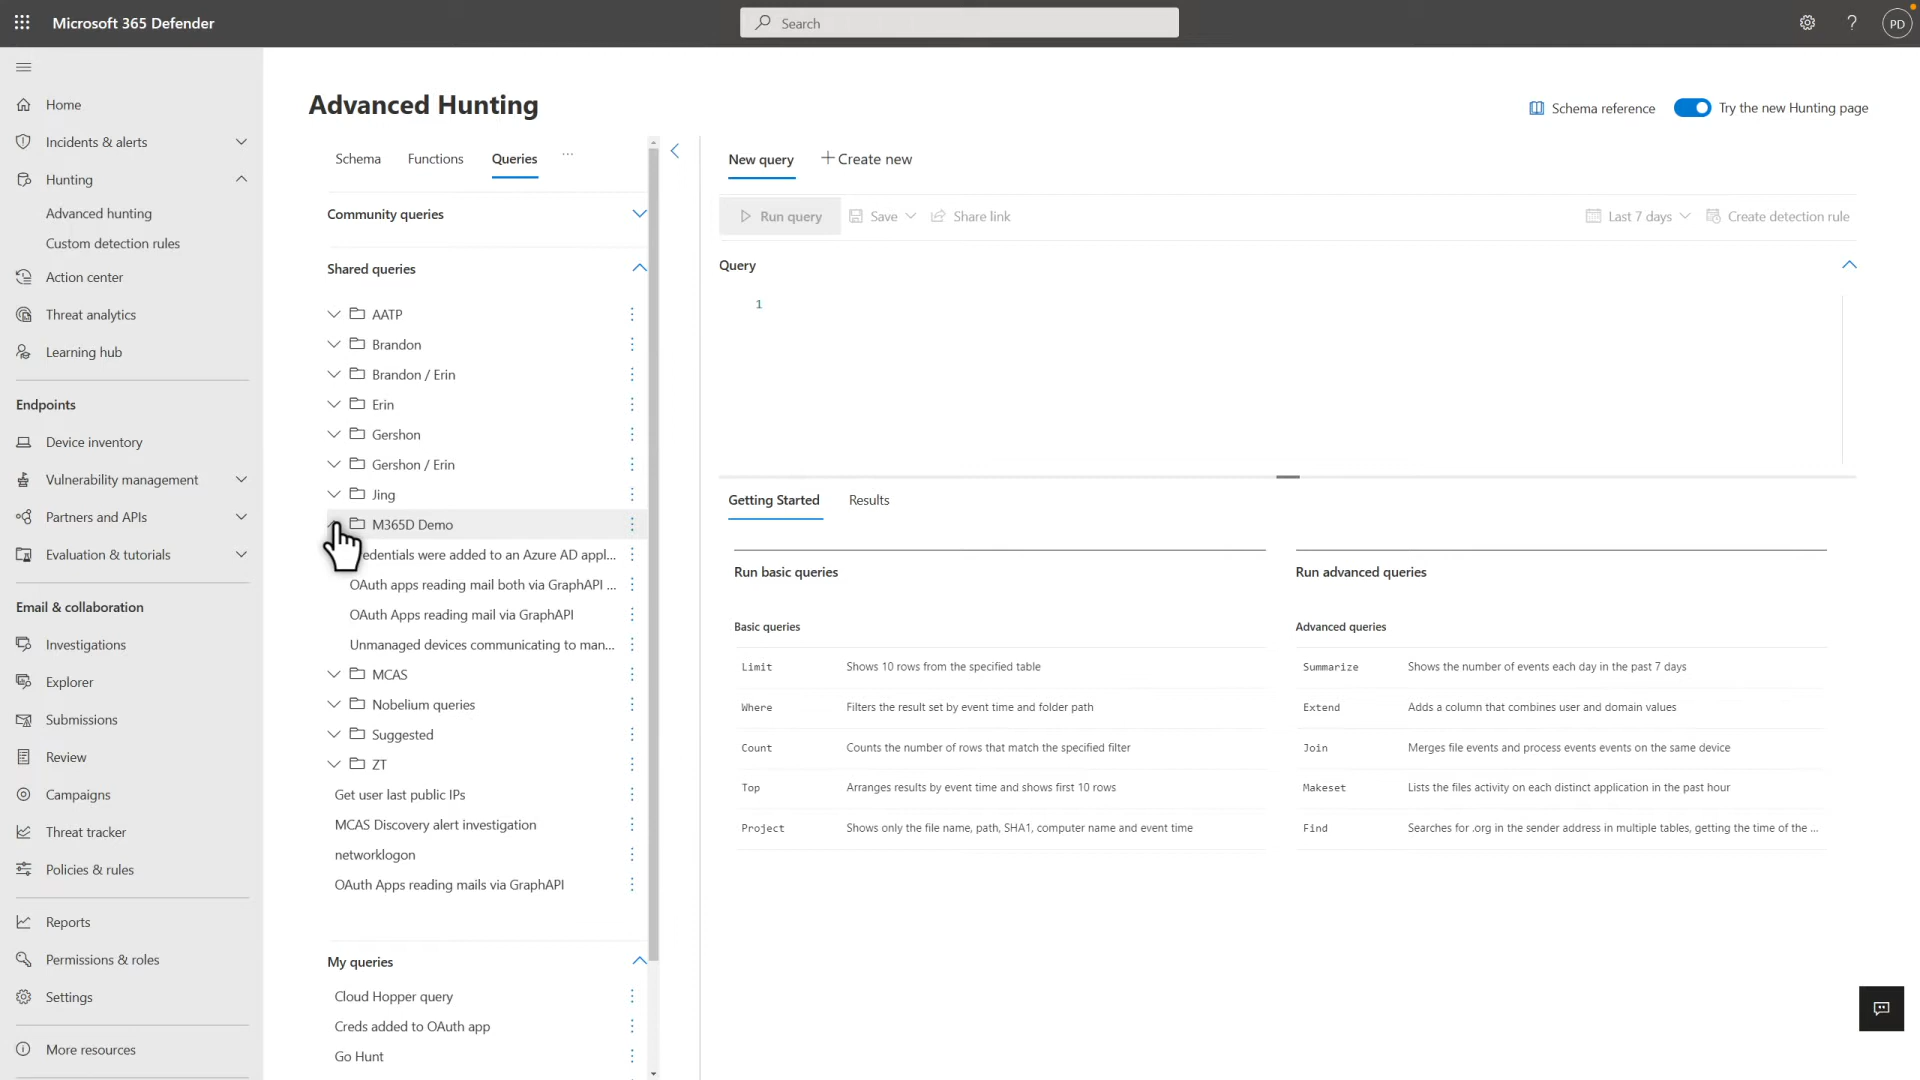 Microsoft 365 Defender
Search
PD
Home
Incidents & alerts
Hunting
Advanced hunting
Custom detection rules
Action center
Threat analytics
Learning hub
Endpoints
Device inventory
Vulnerability management
Partners and APIs
Evaluation & tutorials
Email & collaboration
Investigations
Explorer
Submissions
Review
Campaigns
Threat tracker
Policies & rules
Reports
Permissions & roles
Settings
More resources
Advanced Hunting
Schema reference
Try the new Hunting page
Schema Functions Queries ...
Community queries
Shared queries
AATP
Brandon
Brandon / Erin
Erin
Gershon
Gershon / Erin
Jing
M365D Demo
edentials were added to an Azure AD appl...
OAuth apps reading mail both via GraphAPI ...
OAuth Apps reading mail via GraphAPI
Unmanaged devices communicating to man...
MCAS
Nobelium queries
Suggested
ZT
Get user last public IPs
MCAS Discovery alert investigation
networklogon
OAuth Apps reading mails via GraphAPI
My queries
Cloud Hopper query
Creds added to OAuth app
Go Hunt
New query + Create new
Run query Save Share link
Last 7 days Create detection rule
Query
1
Getting Started Results
Run basic queries
Basic queries
Limit Shows 10 rows from the specified table
Where Filters the result set by event time and folder path
Count Counts the number of rows that match the specified filter
Top Arranges results by event time and shows first 10 rows
Project Shows only the file name, path, SHA1, computer name and event time
Run advanced queries
Advanced queries
Summarize Shows the number of events each day in the past 7 days
Extend Adds a column that combines user and domain values
Join Merges file events and process events events on the same device
Makeset Lists the files activity on each distinct application in the past hour
Find Searches for .org in the sender address in multiple tables, getting the time of the ...